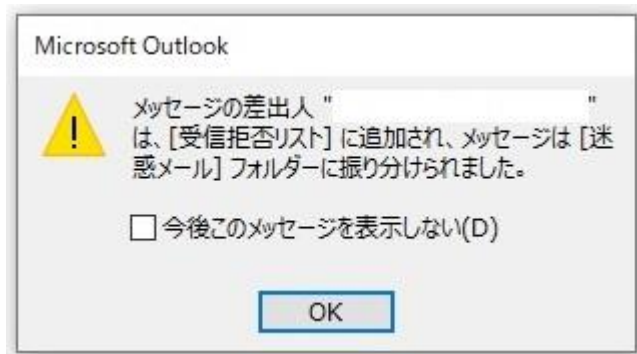 Microsoft Outlook
メッセージの差出人 " "
は、[受信拒否リスト] に追加され、メッセージは [迷
惑メール] フォルダーに振り分けられました。
今後このメッセージを表示しない(D)
OK